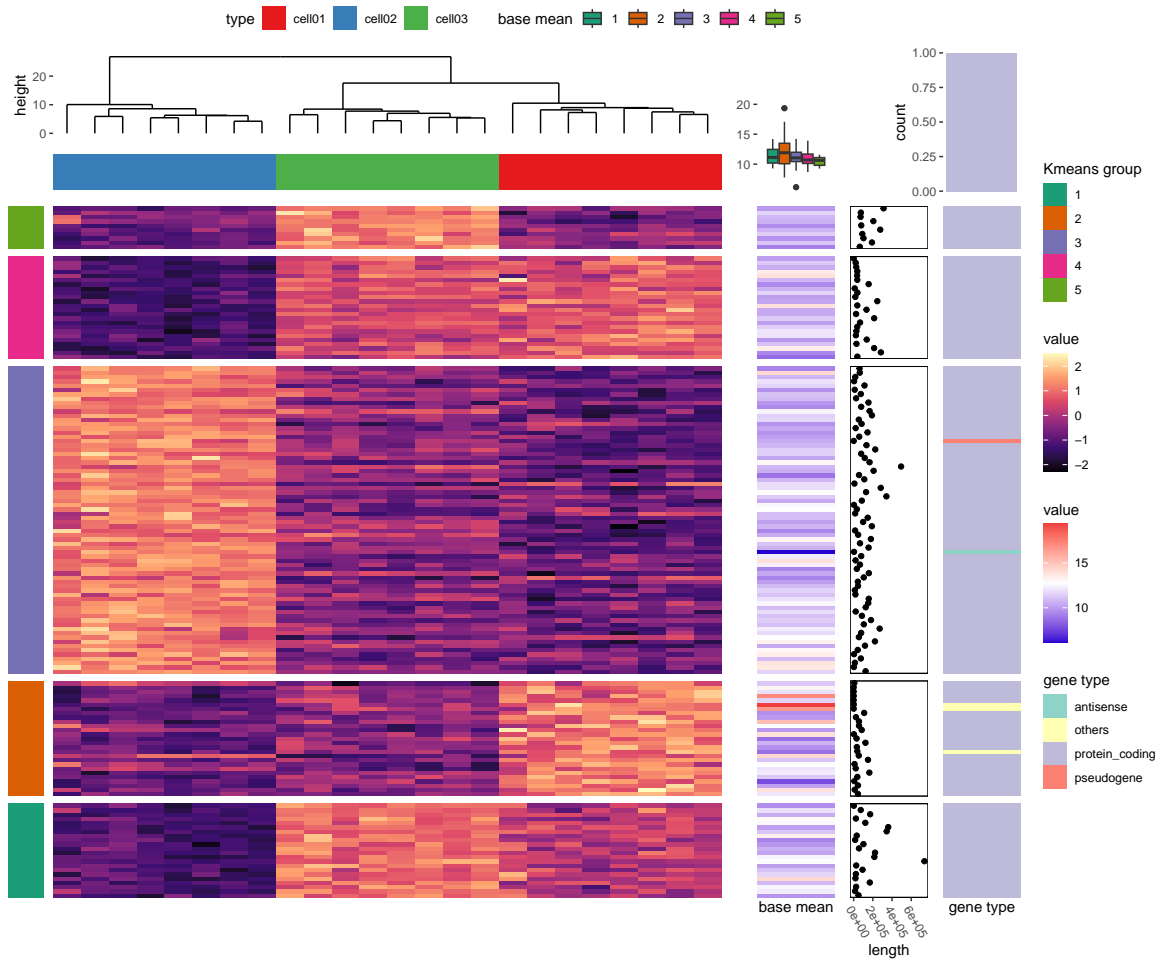 type cell01 cell02 cell03 base mean 1 2 3 4 5
height
20
10
0
20
15
10
count
1.00
0.75
0.50
0.25
0.00
base mean
0e+00 2e+05 4e+05 6e+05
length
gene type
Kmeans group
1
2
3
4
5
value
2
1
0
−1
−2
value
15
10
gene type
antisense
others
protein_coding
pseudogene